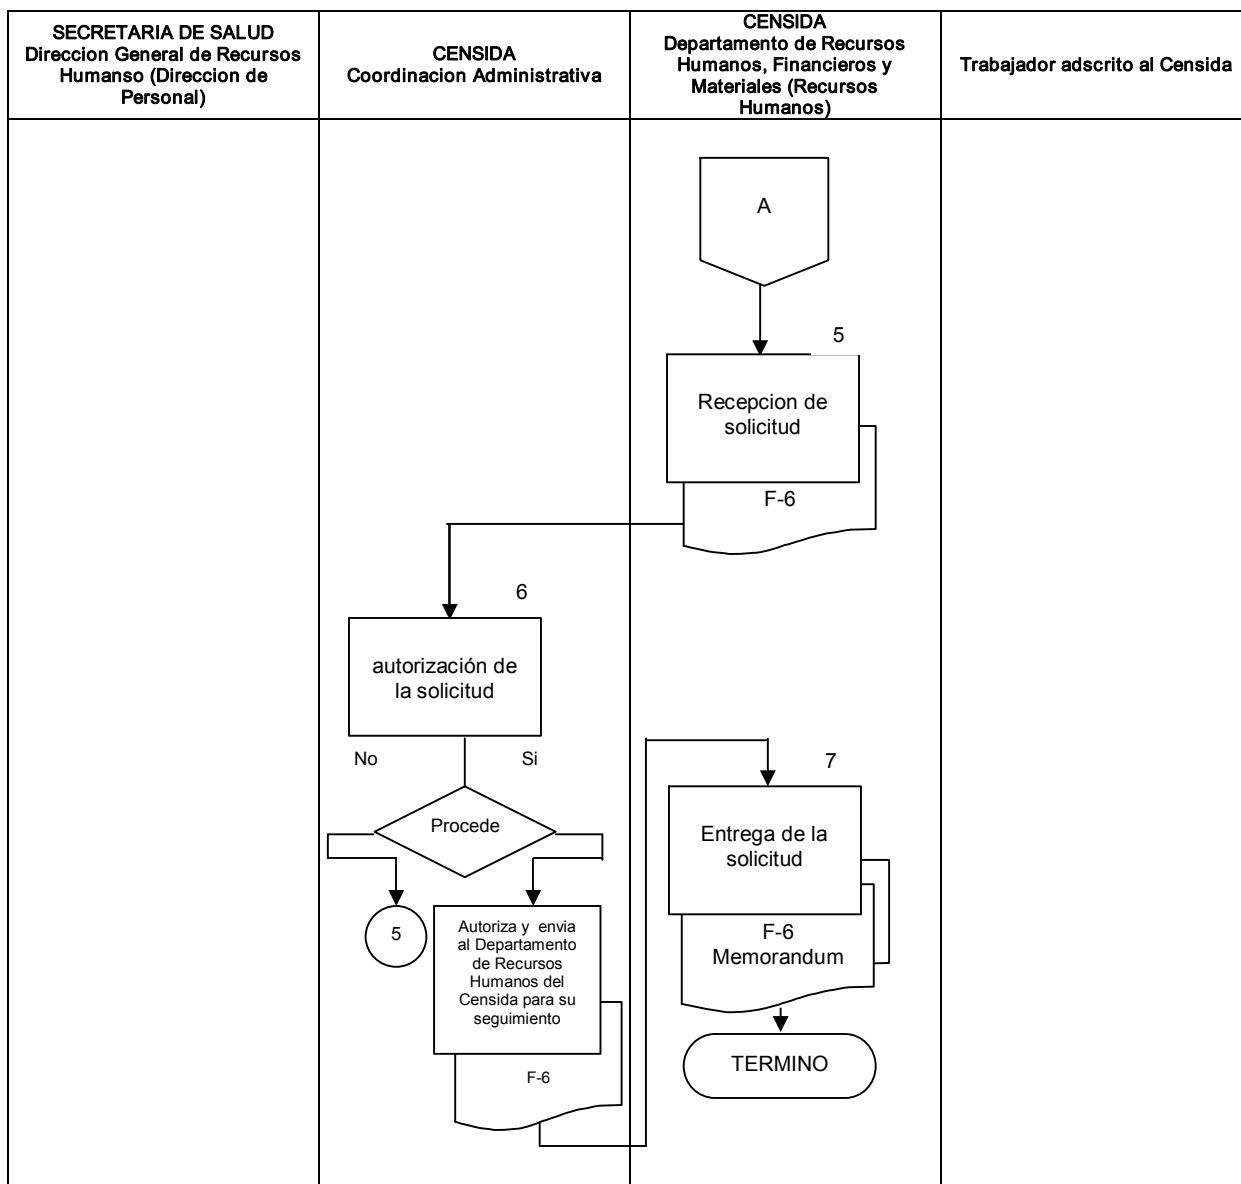 SECRETARIA DE SALUD
Direccion General de Recursos
Humanso (Direccion de
Personal)
CENSIDA
Coordinacion Administrativa
CENSIDA
Departamento de Recursos
Humanos, Financieros y
Materiales (Recursos
Humanos)
Trabajador adscrito al Censida
A
5
Recepcion de
solicitud
F-6
6
autorización de
la solicitud
No
Si
Procede
5
Autoriza y envia
al Departamento
de Recursos
Humanos del
Censida para su
seguimiento
F-6
7
Entrega de la
solicitud
F-6
Memorandum
TERMINO